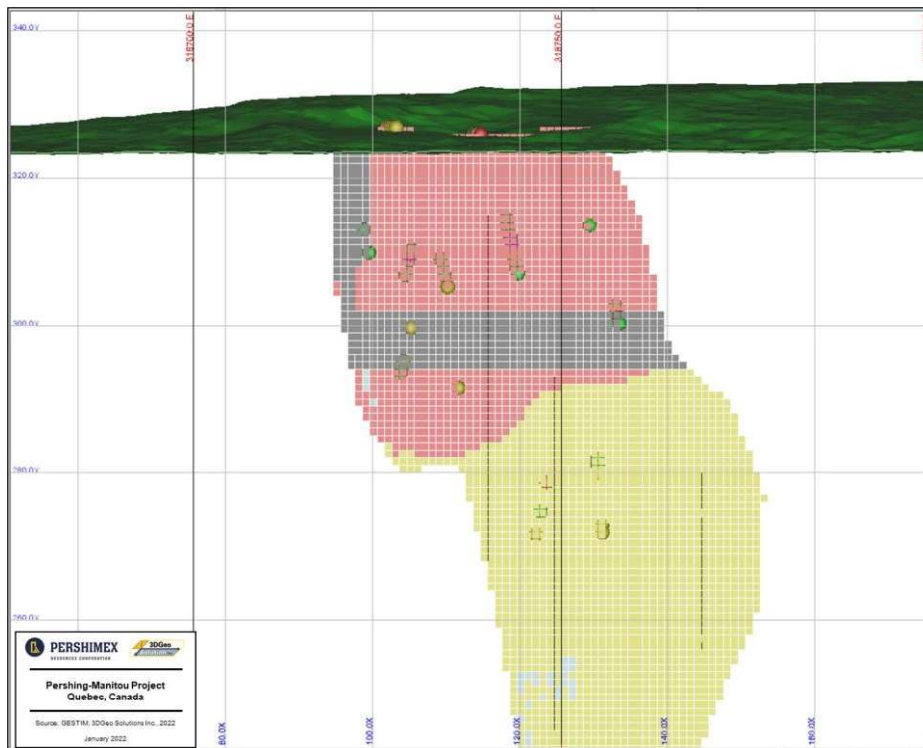 340.0Y
318700.0 E
318750.0 E
320.0Y
300.0Y
280.0Y
260.0Y
PERSHIMEX
RESOURCES CORPORATION
3DGeo
Solution
Pershing-Manitou Project
Quebec, Canada
Source: GESTIM, 3DGeo Solutions Inc., 2022
January 2022
80.0X
100.0X
120.0X
140.0X
160.0X